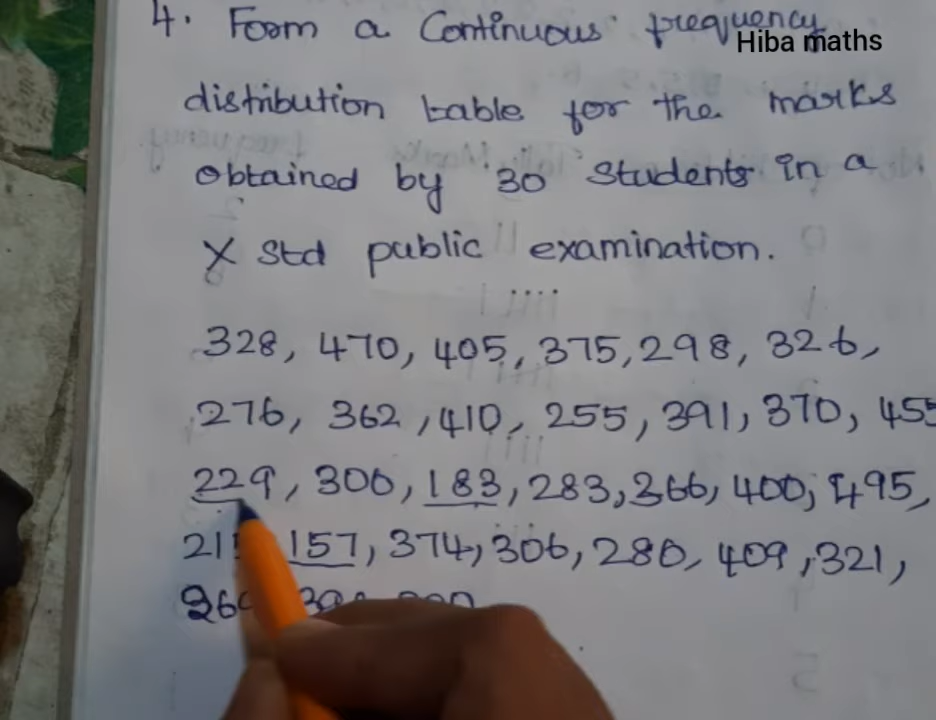 4. Form a Continuous frequency
Hiba maths
distribution table for the marks
obtained by 30 students in a
X Std public examination.
328, 470, 405, 375, 298, 326,
276, 362, 410, 255, 391, 370, 455
229, 300, 183, 283, 366, 400, 495,
157, 374, 306, 280, 409, 321,